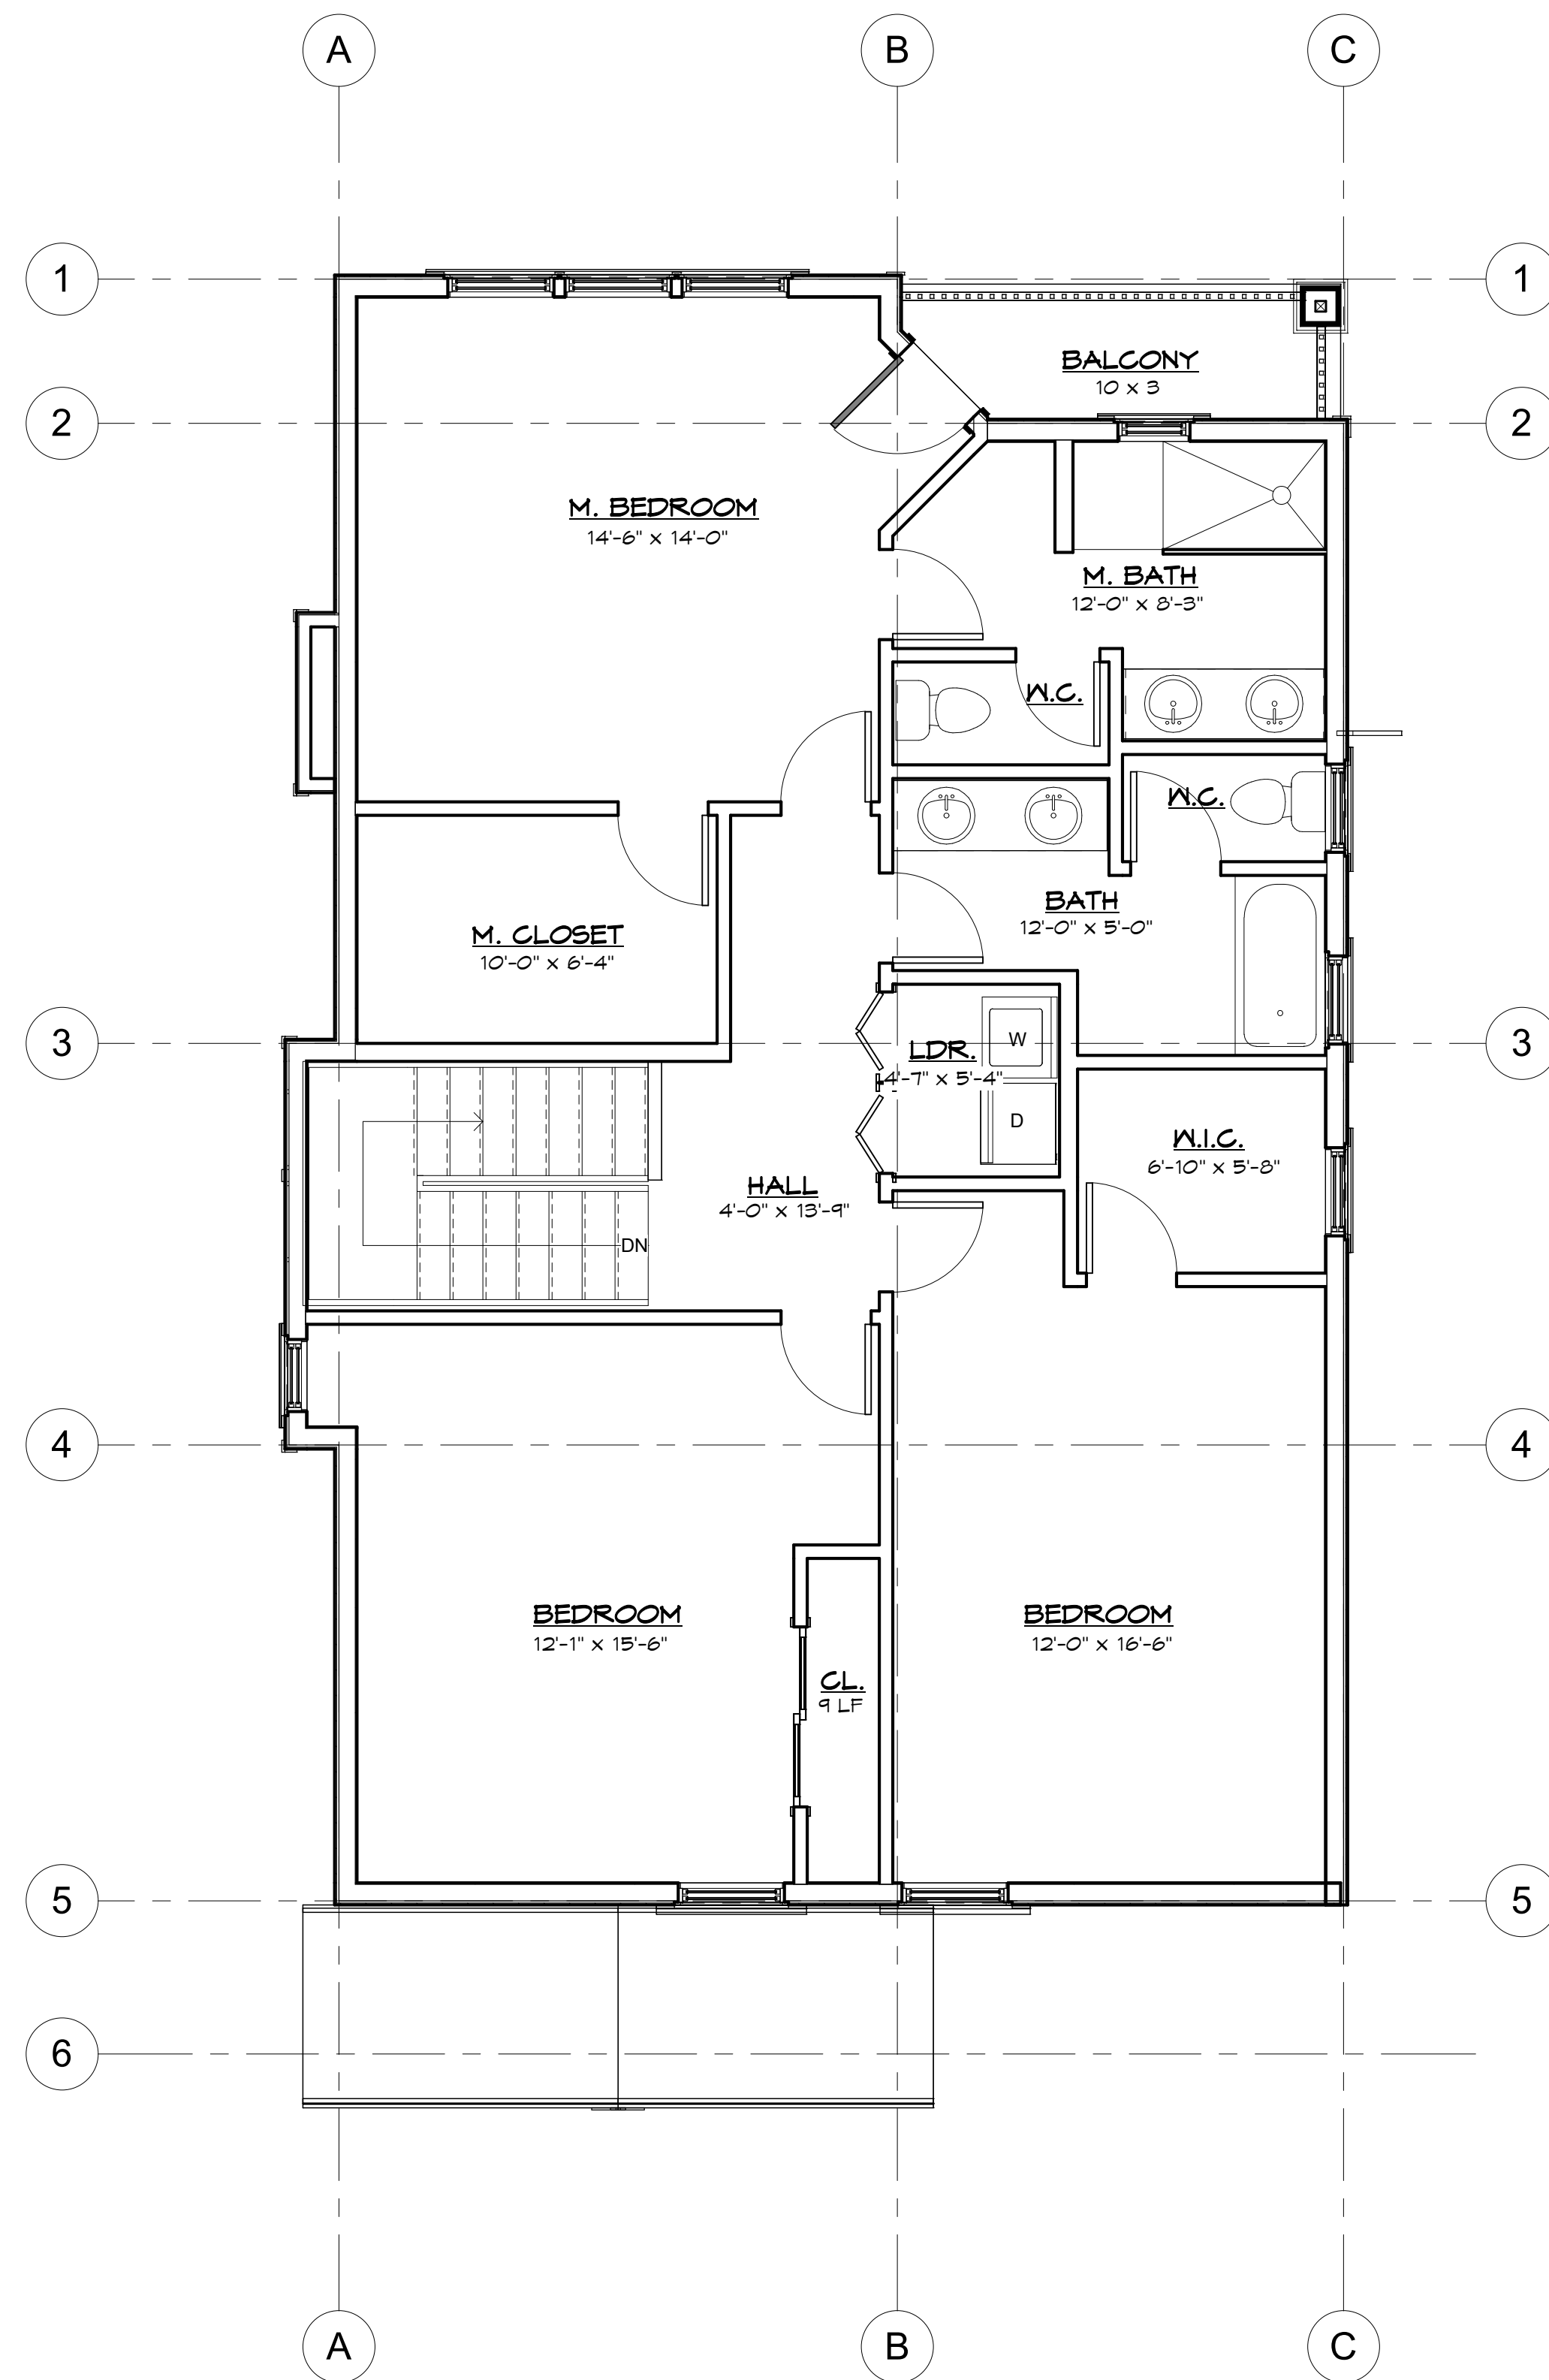 A
B
C
1
1
BALCONY
10 x 3
2
2
M. BEDROOM
14'-6" x 14'-0"
M. BATH
12'-0" x 8'-3"
W.C.
W.C.
BATH
12'-0" x 5'-0"
M. CLOSET
10'-0" x 6'-4"
3
W
LDR.
4'-7" x 5'-4"
3
D
W.I.C.
6'-10" x 5'-8"
HALL
4'-0" x 13'-9"
DN
4
4
BEDROOM
12'-1" x 15'-6"
BEDROOM
12'-0" x 16'-6"
CL.
9 LF
5
5
6
A
B
C